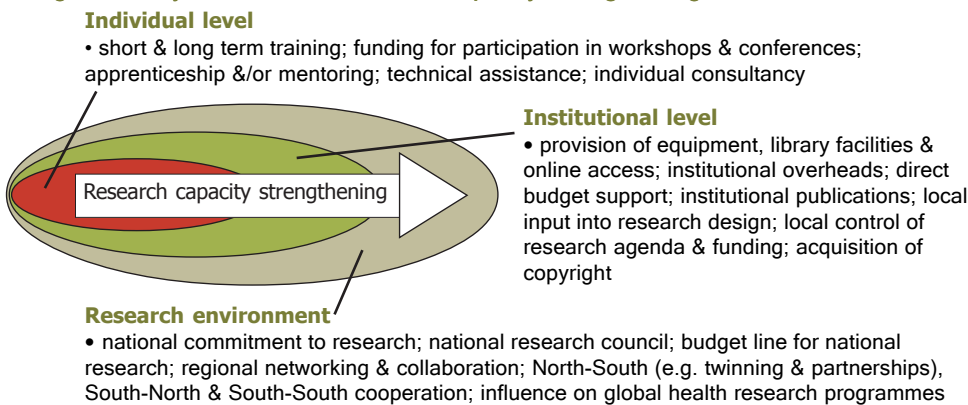 Individual level
• short & long term training; funding for participation in workshops & conferences;
apprenticeship &/or mentoring; technical assistance; individual consultancy
Institutional level
• provision of equipment, library facilities &
online access; institutional overheads; direct
budget support; institutional publications; local
input into research design; local control of
research agenda & funding; acquisition of
copyright
Research capacity strengthening
Research environment
• national commitment to research; national research council; budget line for national
research; regional networking & collaboration; North-South (e.g. twinning & partnerships),
South-North & South-South cooperation; influence on global health research programmes